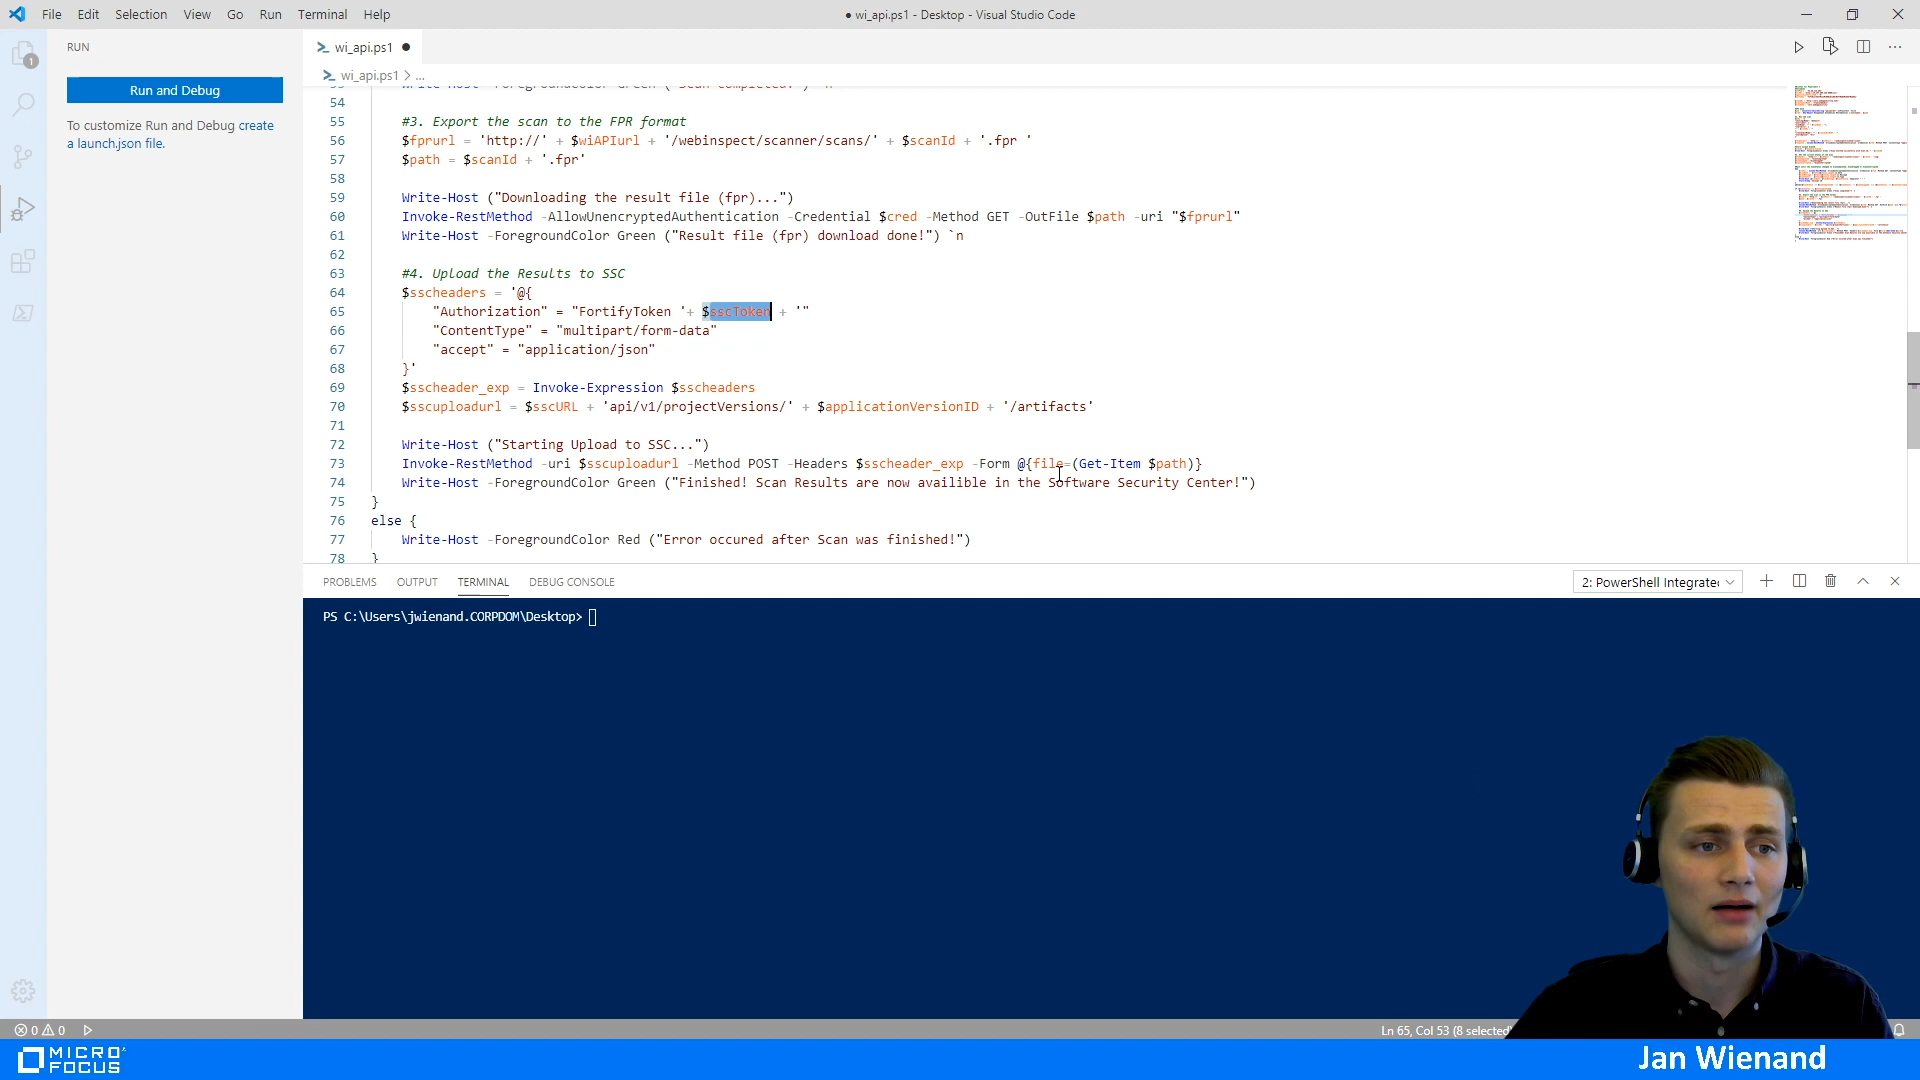 File Edit Selection View Go Run Terminal Help
● wi_api.ps1 - Desktop - Visual Studio Code
RUN
wi_api.ps1 ●
1
Run and Debug
wi_api.ps1 > ...
To customize Run and Debug create
a launch.json file.
53 Write-Host -ForegroundColor Green ("Scan completed!") `n
54
55 #3. Export the scan to the FPR format
56 $fprurl = 'http://' + $wiAPIurl + '/webinspect/scanner/scans/' + $scanId + '.fpr '
57 $path = $scanId + '.fpr'
58
59 Write-Host ("Downloading the result file (fpr)...")
60 Invoke-RestMethod -AllowUnencryptedAuthentication -Credential $cred -Method GET -OutFile $path -uri "$fprurl"
61 Write-Host -ForegroundColor Green ("Result file (fpr) download done!") `n
62
63 #4. Upload the Results to SSC
64 $sscheaders = '@{
65 "Authorization" = "FortifyToken '+ $sscToken + '"
66 "ContentType" = "multipart/form-data"
67 "accept" = "application/json"
68 }'
69 $sscheader_exp = Invoke-Expression $sscheaders
70 $sscuploadurl = $sscURL + 'api/v1/projectVersions/' + $applicationVersionID + '/artifacts'
71
72 Write-Host ("Starting Upload to SSC...")
73 Invoke-RestMethod -uri $sscuploadurl -Method POST -Headers $sscheader_exp -Form @{file=(Get-Item $path)}
74 Write-Host -ForegroundColor Green ("Finished! Scan Results are now availible in the Software Security Center!")
75 }
76 else {
77 Write-Host -ForegroundColor Red ("Error occured after Scan was finished!")
78 }
PROBLEMS OUTPUT TERMINAL DEBUG CONSOLE
2: PowerShell Integrate
PS C:\Users\jwienand.CORPDOM\Desktop>
0 0
Ln 65, Col 53 (8 selected
MICRO
FOCUS
Jan Wienand